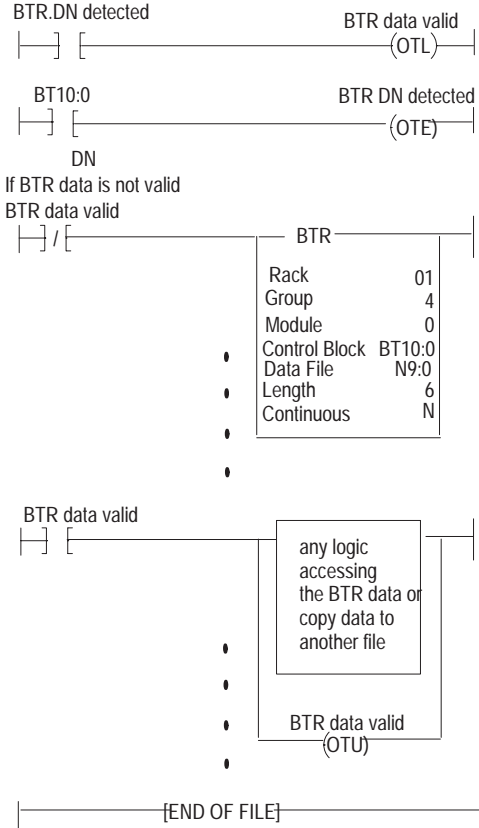 BTR.DN detected
BTR data valid
(OTL)
BT10:0
BTR DN detected
(OTE)
DN
If BTR data is not valid
BTR data valid
BTR
Rack 01
Group 4
Module 0
Control Block BT10:0
Data File N9:0
Length 6
Continuous N
BTR data valid
any logic
accessing
the BTR data or
copy data to
another file
BTR data valid
(OTU)
[END OF FILE]